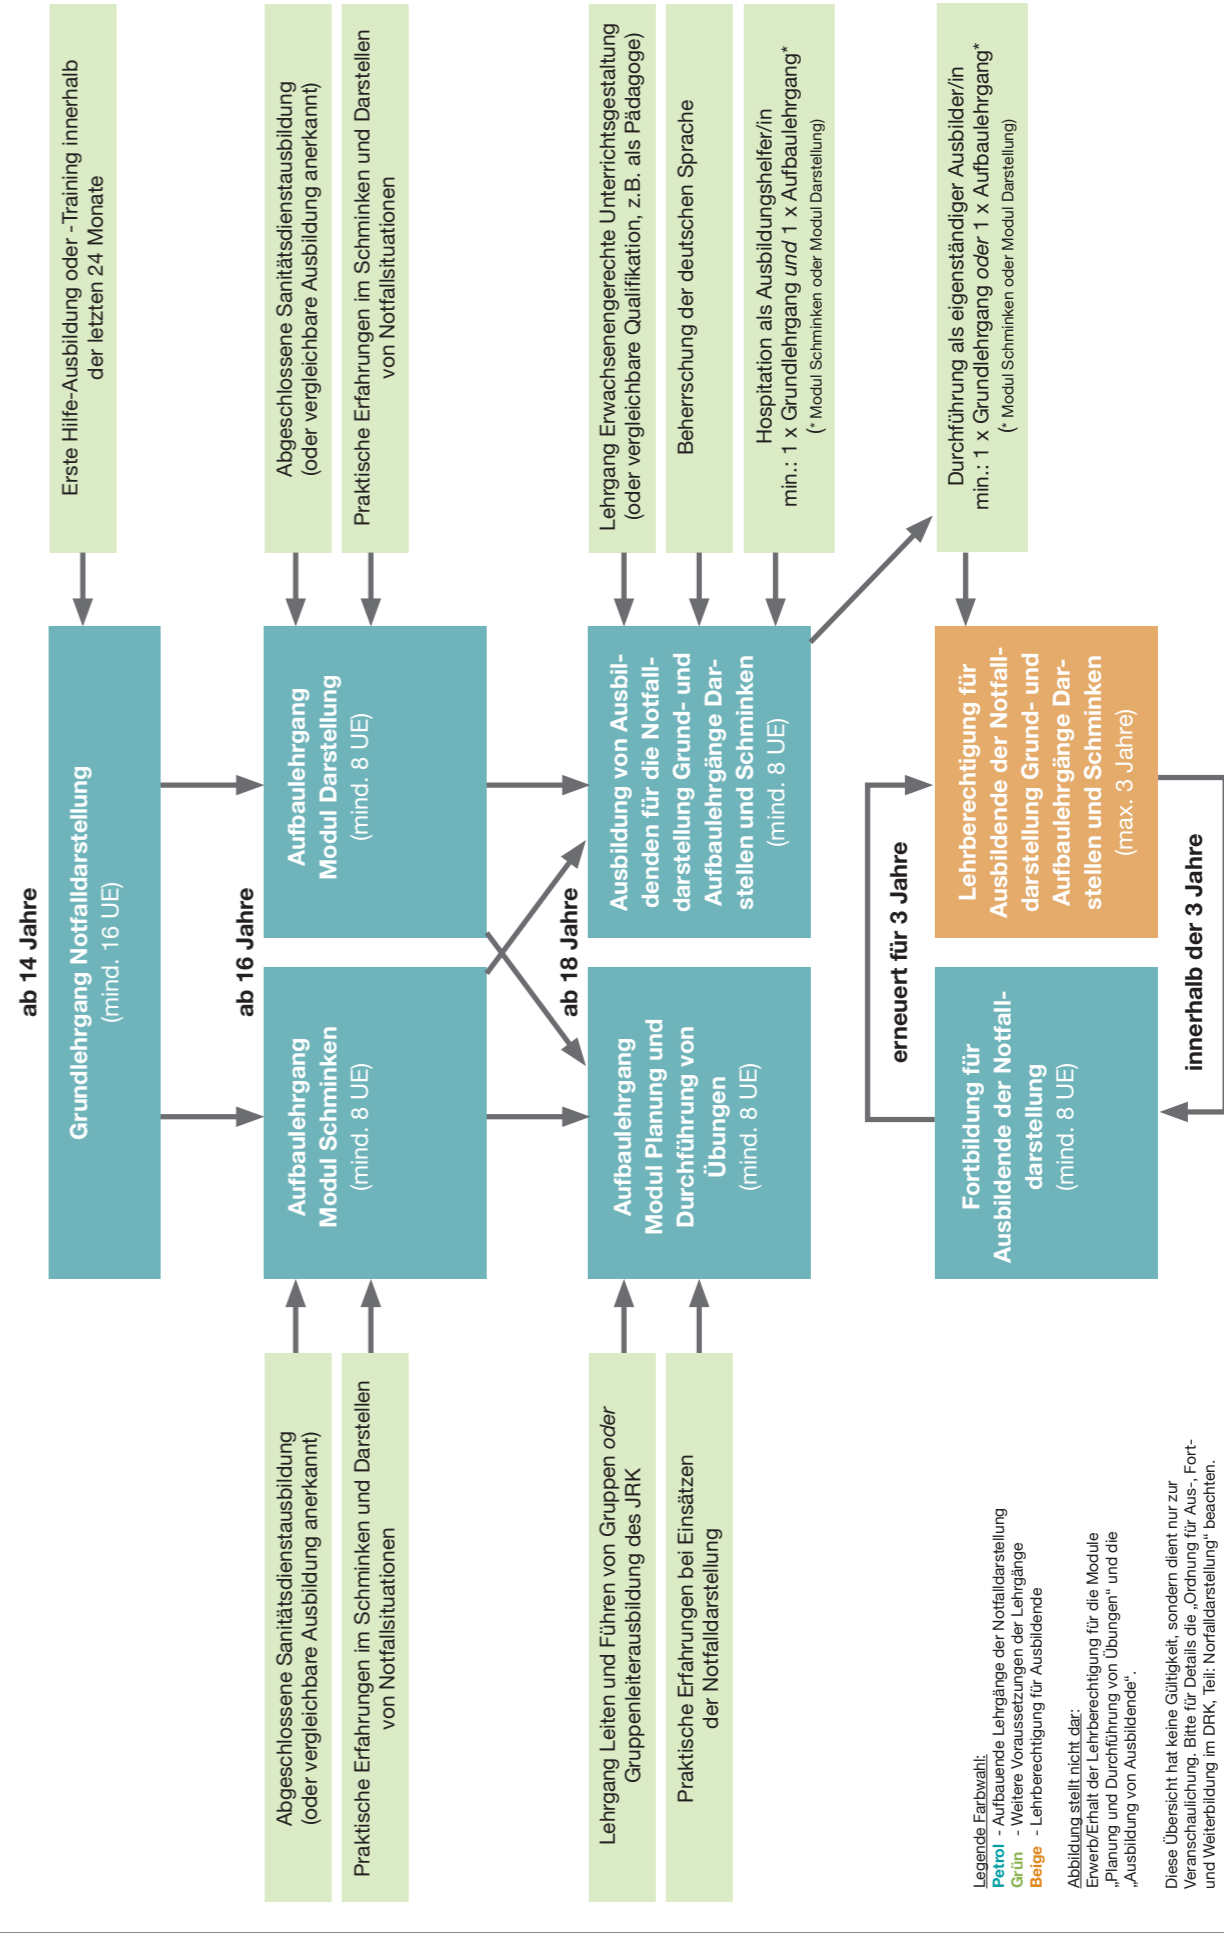 ab 14 Jahre
Grundlehrgang Notfalldarstellung
(mind. 16 UE)
Erste Hilfe-Ausbildung oder -Training innerhalb
der letzten 24 Monate
ab 16 Jahre
Abgeschlossene Sanitätsdienstausbildung
(oder vergleichbare Ausbildung anerkannt)
Praktische Erfahrungen im Schminken und Darstellen
von Notfallsituationen
Aufbaulehrgang
Modul Schminken
(mind. 8 UE)
Aufbaulehrgang
Modul Darstellung
(mind. 8 UE)
Abgeschlossene Sanitätsdienstausbildung
(oder vergleichbare Ausbildung anerkannt)
Praktische Erfahrungen im Schminken und Darstellen
von Notfallsituationen
ab 18 Jahre
Lehrgang Leiten und Führen von Gruppen oder
Gruppenleiterausbildung des JRK
Praktische Erfahrungen bei Einsätzen
der Notfalldarstellung
Aufbaulehrgang
Modul Planung und
Durchführung von
Übungen
(mind. 8 UE)
Ausbildung von Ausbil-
denden für die Notfall-
darstellung Grund- und
Aufbaulehrgänge Dar-
stellen und Schminken
(mind. 8 UE)
Lehrgang Erwachsenengerechte Unterrichtsgestaltung
(oder vergleichbare Qualifikation, z.B. als Pädagoge)
Beherrschung der deutschen Sprache
Hospitation als Ausbildungshelfer/in
min.: 1 x Grundlehrgang und 1 x Aufbaulehrgang*
(* Modul Schminken oder Modul Darstellung)
erneuert für 3 Jahre
Fortbildung für
Ausbildende der Notfall-
darstellung
(mind. 8 UE)
Lehrberechtigung für
Ausbildende der Notfall-
darstellung Grund- und
Aufbaulehrgänge Dar-
stellen und Schminken
(max. 3 Jahre)
Durchführung als eigenständiger Ausbilder/in
min.: 1 x Grundlehrgang oder 1 x Aufbaulehrgang*
(* Modul Schminken oder Modul Darstellung)
innerhalb der 3 Jahre
Legende Farbwahl:
Petrol - Aufbauende Lehrgänge der Notfalldarstellung
Grün - Weitere Voraussetzungen der Lehrgänge
Beige - Lehrberechtigung für Ausbildende
Abbildung stellt nicht dar:
Erwerb/Erhalt der Lehrberechtigung für die Module
„Planung und Durchführung von Übungen" und die
„Ausbildung von Ausbildende".
Diese Übersicht hat keine Gültigkeit, sondern dient nur zur
Veranschaulichung. Bitte für Details die „Ordnung für Aus-, Fort-
und Weiterbildung im DRK, Teil: Norfalldarstellung" beachten.